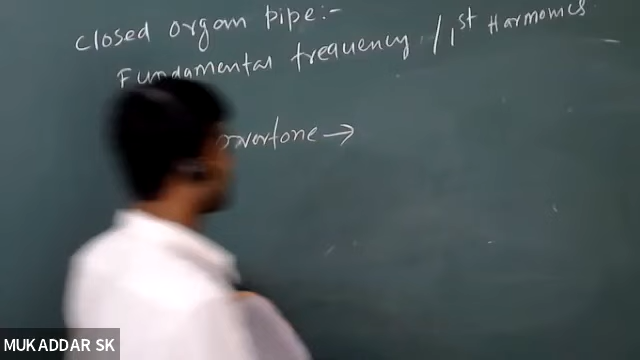 closed organ pipe:-
Fundamental frequency / 1st Harmonics
overtone →
MUKADDAR SK